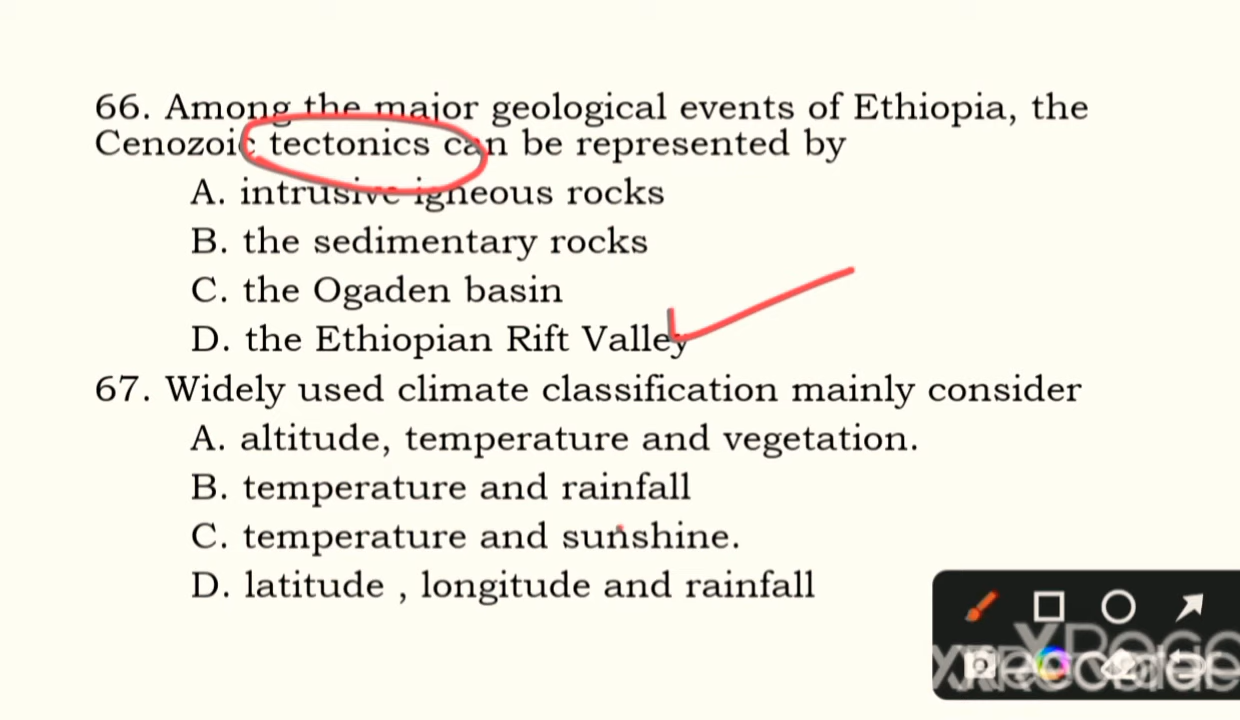 66. Among the major geological events of Ethiopia, the
Cenozoic tectonics can be represented by
A. intrusive igneous rocks
B. the sedimentary rocks
C. the Ogaden basin
D. the Ethiopian Rift Valley
67. Widely used climate classification mainly consider
A. altitude, temperature and vegetation.
B. temperature and rainfall
C. temperature and sunshine.
D. latitude , longitude and rainfall